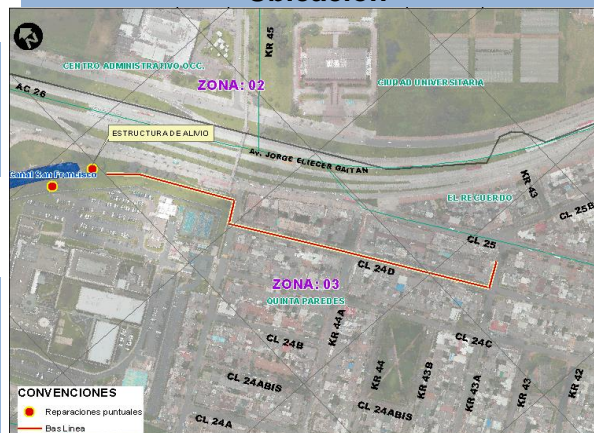 Ubicación
KR 45
CENTRO ADMINISTRATIVO OCC.
ZONA: 02
CIUDAD UNIVERSITARIA
AC 26
ESTRUCTURA DE ALIVIO
Av. JORGE ELIECER GAITAN
Canal San Francisco
KR 43
EL RECUERDO
CL 25B
CL 25
CL 24D
ZONA: 03
QUINTA PAREDES
KR 44A
CL 24B
CL 24C
KR 44
KR 43B
KR 43A
KR 43
KR 42
CL 24ABIS
CL 24ABIS
CL 24A
CONVENCIONES
Reparaciones puntuales
Bas Linea